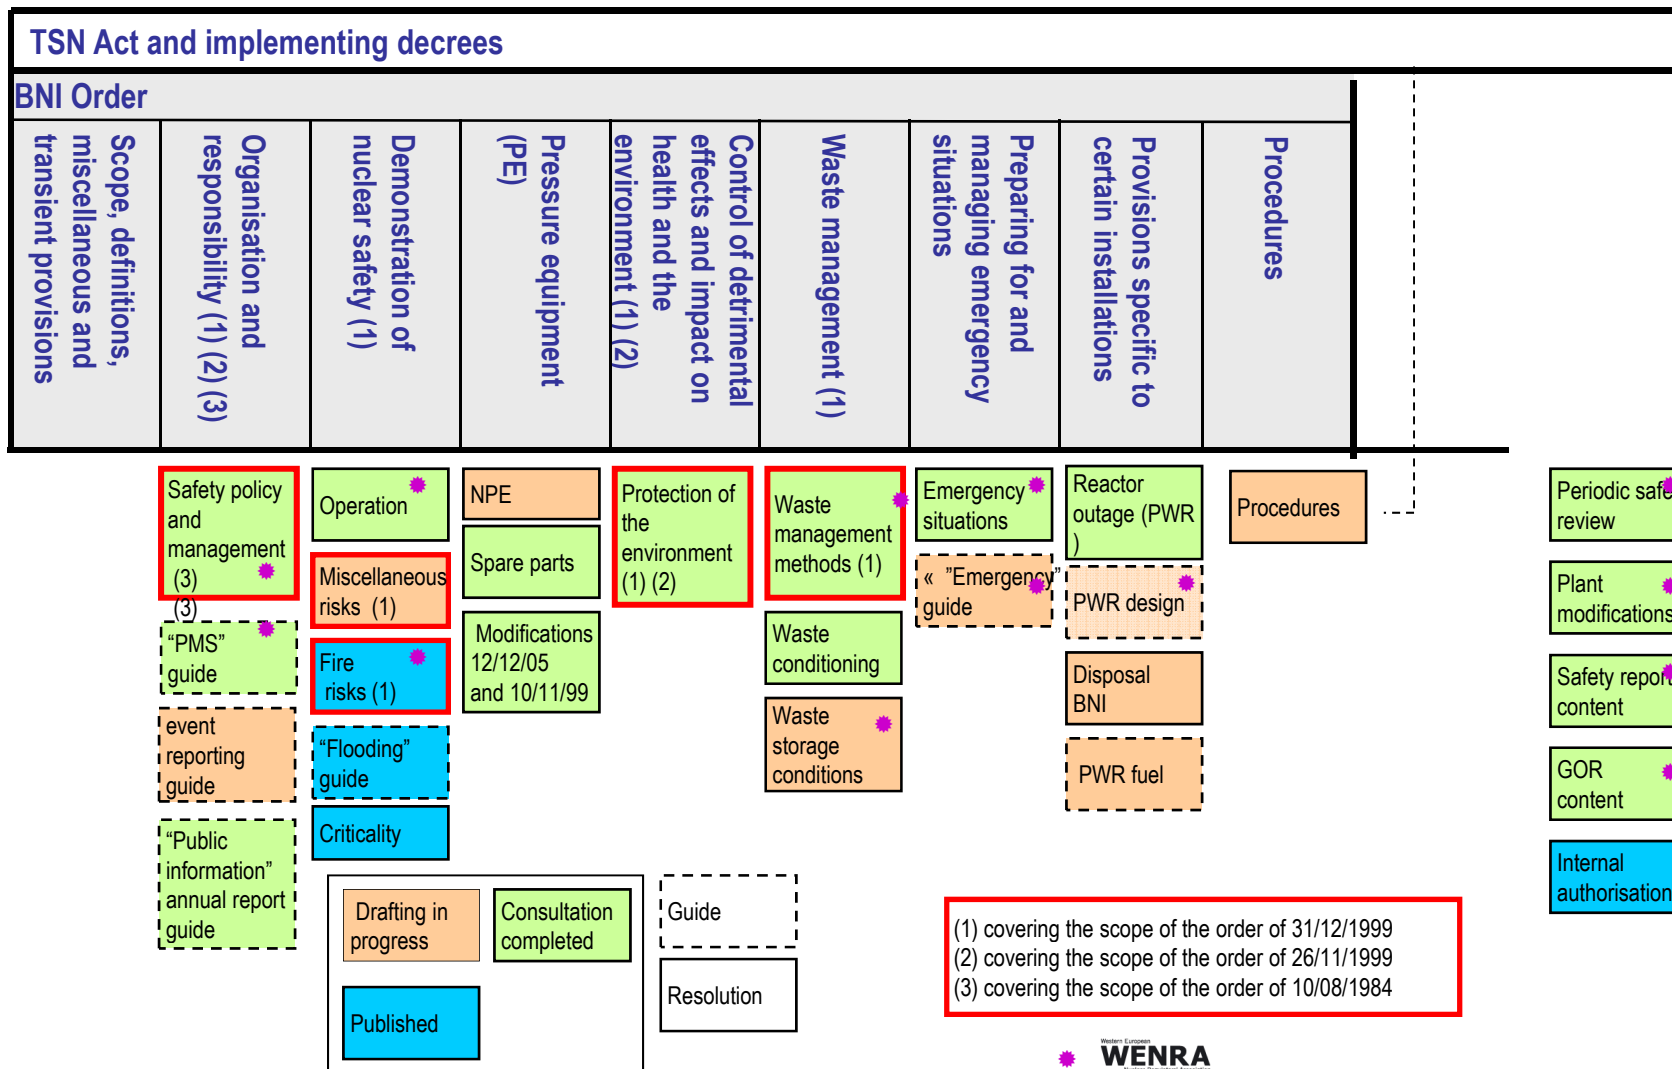 TSN Act and implementing decrees
BNI Order
Scope, definitions,
miscellaneous and
transient provisions
Organisation and
responsibility (1) (2) (3)
Demonstration of
nuclear safety (1)
Pressure equipment
(PE)
Control of detrimental
effects and impact on
health and the
environment (1) (2)
Waste management (1)
Preparing for and
managing emergency
situations
Provisions specific to
certain installations
Procedures
Safety policy
and
management
(3)
(3)
“PMS”
guide
event
reporting
guide
“Public
information”
annual report
guide
Operation
Miscellaneous
risks (1)
Fire
risks (1)
“Flooding”
guide
Criticality
NPE
Spare parts
Modifications
12/12/05
and 10/11/99
Protection of
the
environment
(1) (2)
Waste
management
methods (1)
Waste
conditioning
Waste
storage
conditions
Emergency
situations
« ”Emergency”
guide
Reactor
outage (PWR
)
PWR design
Disposal
BNI
PWR fuel
Procedures
Periodic safe
review
Plant
modifications
Safety report
content
GOR
content
Internal
authorisation
Drafting in
progress
Consultation
completed
Published
Guide
Resolution
(1) covering the scope of the order of 31/12/1999
(2) covering the scope of the order of 26/11/1999
(3) covering the scope of the order of 10/08/1984
Western European
WENRA